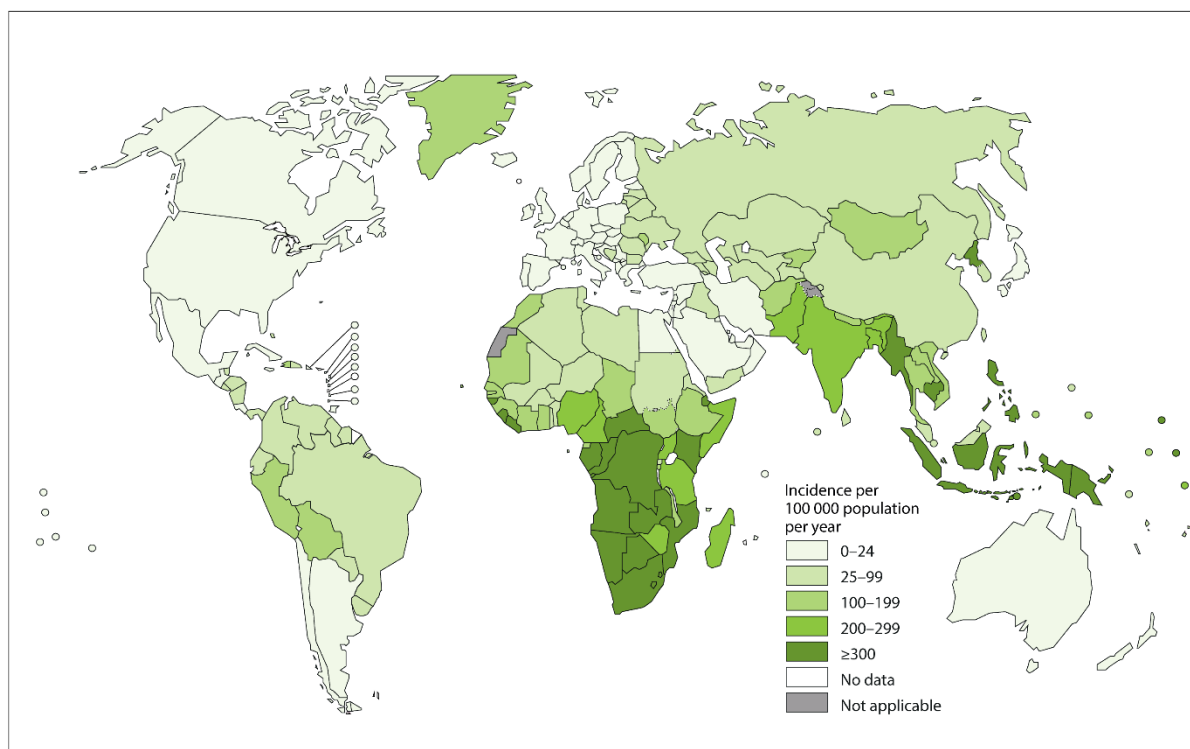 Incidence per
100 000 population
per year
0–24
25–99
100–199
200–299
≥300
No data
Not applicable